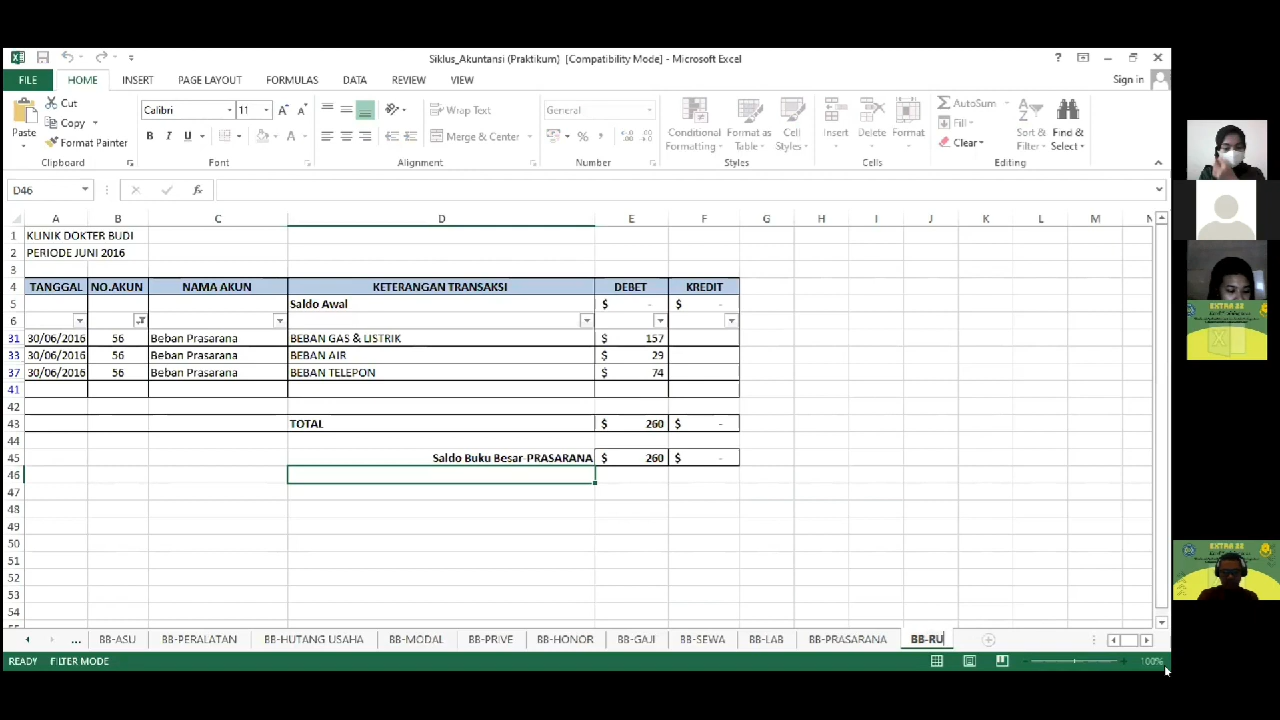 Siklus_Akuntansi (Praktikum) [Compatibility Mode] - Microsoft Excel
Sign in
FILE HOME INSERT PAGE LAYOUT FORMULAS DATA REVIEW VIEW
Cut
Copy
Format Painter
Paste
Clipboard
Calibri 11
B I U
Font
Wrap Text
Merge & Center
Alignment
General
Number
Conditional Formatting
Format as Table
Cell Styles
Styles
Insert Delete Format
Cells
AutoSum
Fill
Clear
Sort & Filter
Find & Select
Editing
D46
A B C D E F G H I J K L M N
1 KLINIK DOKTER BUDI
2 PERIODE JUNI 2016
3
4 TANGGAL NO.AKUN NAMA AKUN KETERANGAN TRANSAKSI DEBET KREDIT
5 Saldo Awal $ - $ -
6
31 30/06/2016 56 Beban Prasarana BEBAN GAS & LISTRIK $ 157
33 30/06/2016 56 Beban Prasarana BEBAN AIR $ 29
37 30/06/2016 56 Beban Prasarana BEBAN TELEPON $ 74
41
42
43 TOTAL $ 260 $ -
44
45 Saldo Buku Besar-PRASARANA $ 260 $ -
46
47
48
49
50
51
52
53
54
... BB-ASU BB-PERALATAN BB-HUTANG USAHA BB-MODAL BB-PRIVE BB-HONOR BB-GAJI BB-SEWA BB-LAB BB-PRASARANA BB-RU
READY FILTER MODE 100%
EXTRA 22